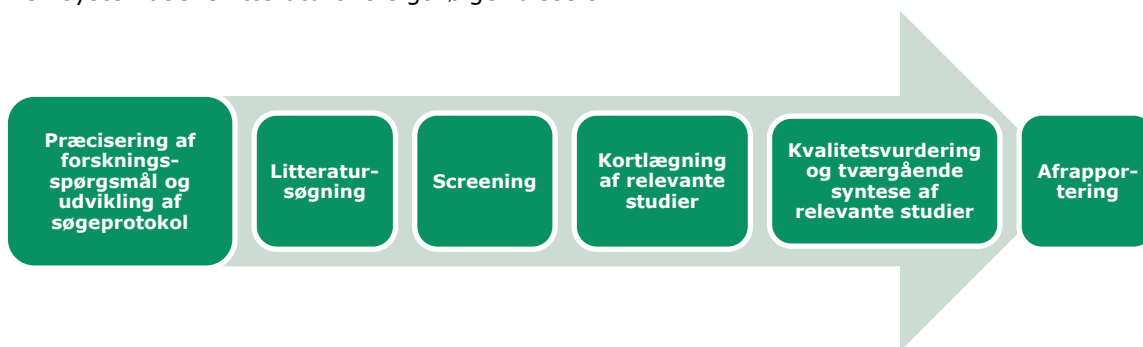 Præcisering af
forsknings-
spørgsmål og
udvikling af
søgeprotokol
Litteratur-
søgning
Screening
Kortlægning
af relevante
studier
Kvalitetsvurdering
og tværgående
syntese af
relevante studier
Afrappor-
tering